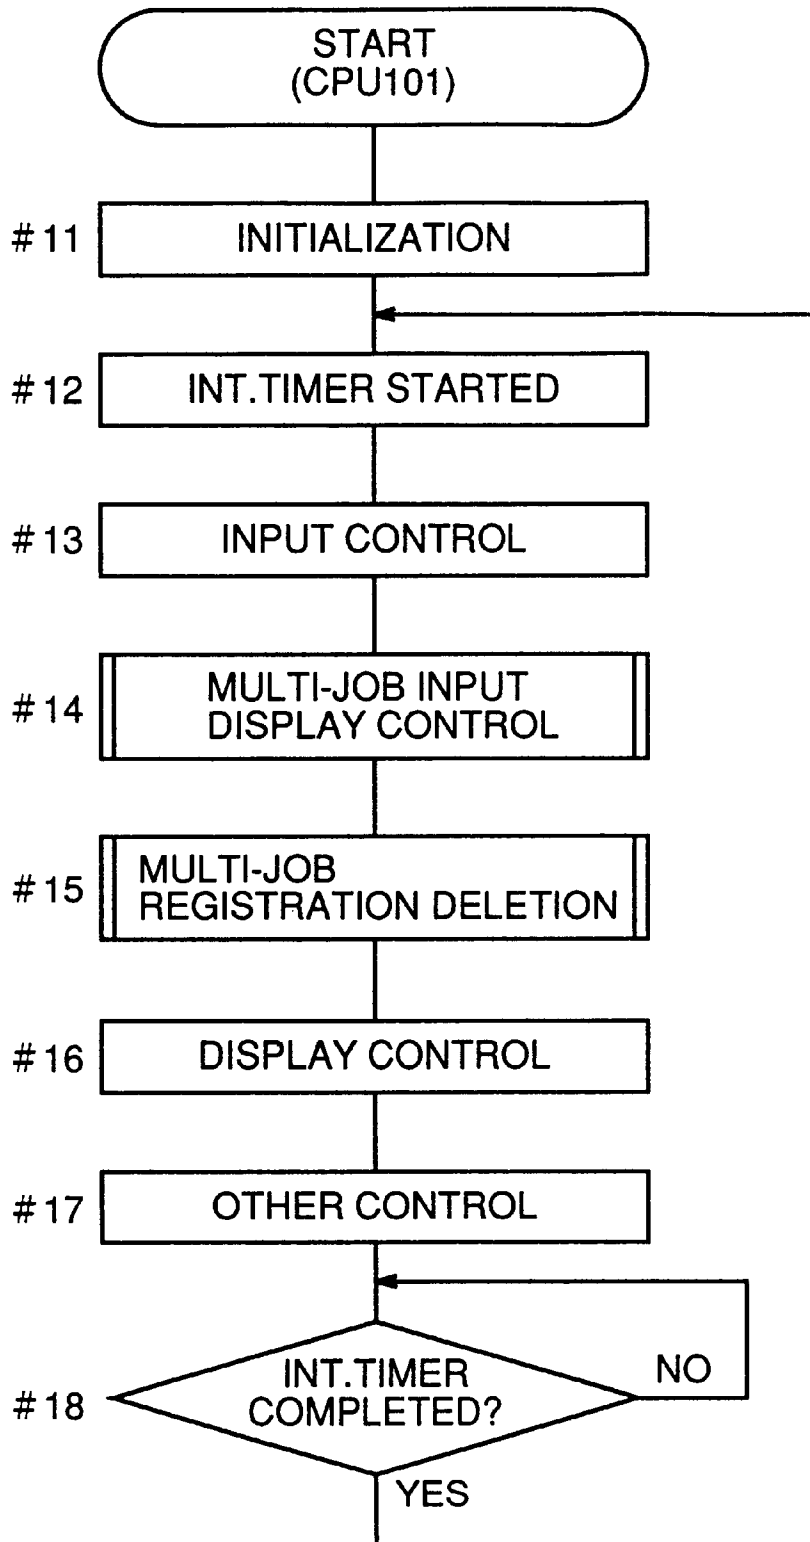 START
(CPU101)
#11 INITIALIZATION
#12 INT.TIMER STARTED
#13 INPUT CONTROL
#14 MULTI-JOB INPUT
DISPLAY CONTROL
#15 MULTI-JOB
REGISTRATION DELETION
#16 DISPLAY CONTROL
#17 OTHER CONTROL
#18 INT.TIMER
COMPLETED?
NO
YES